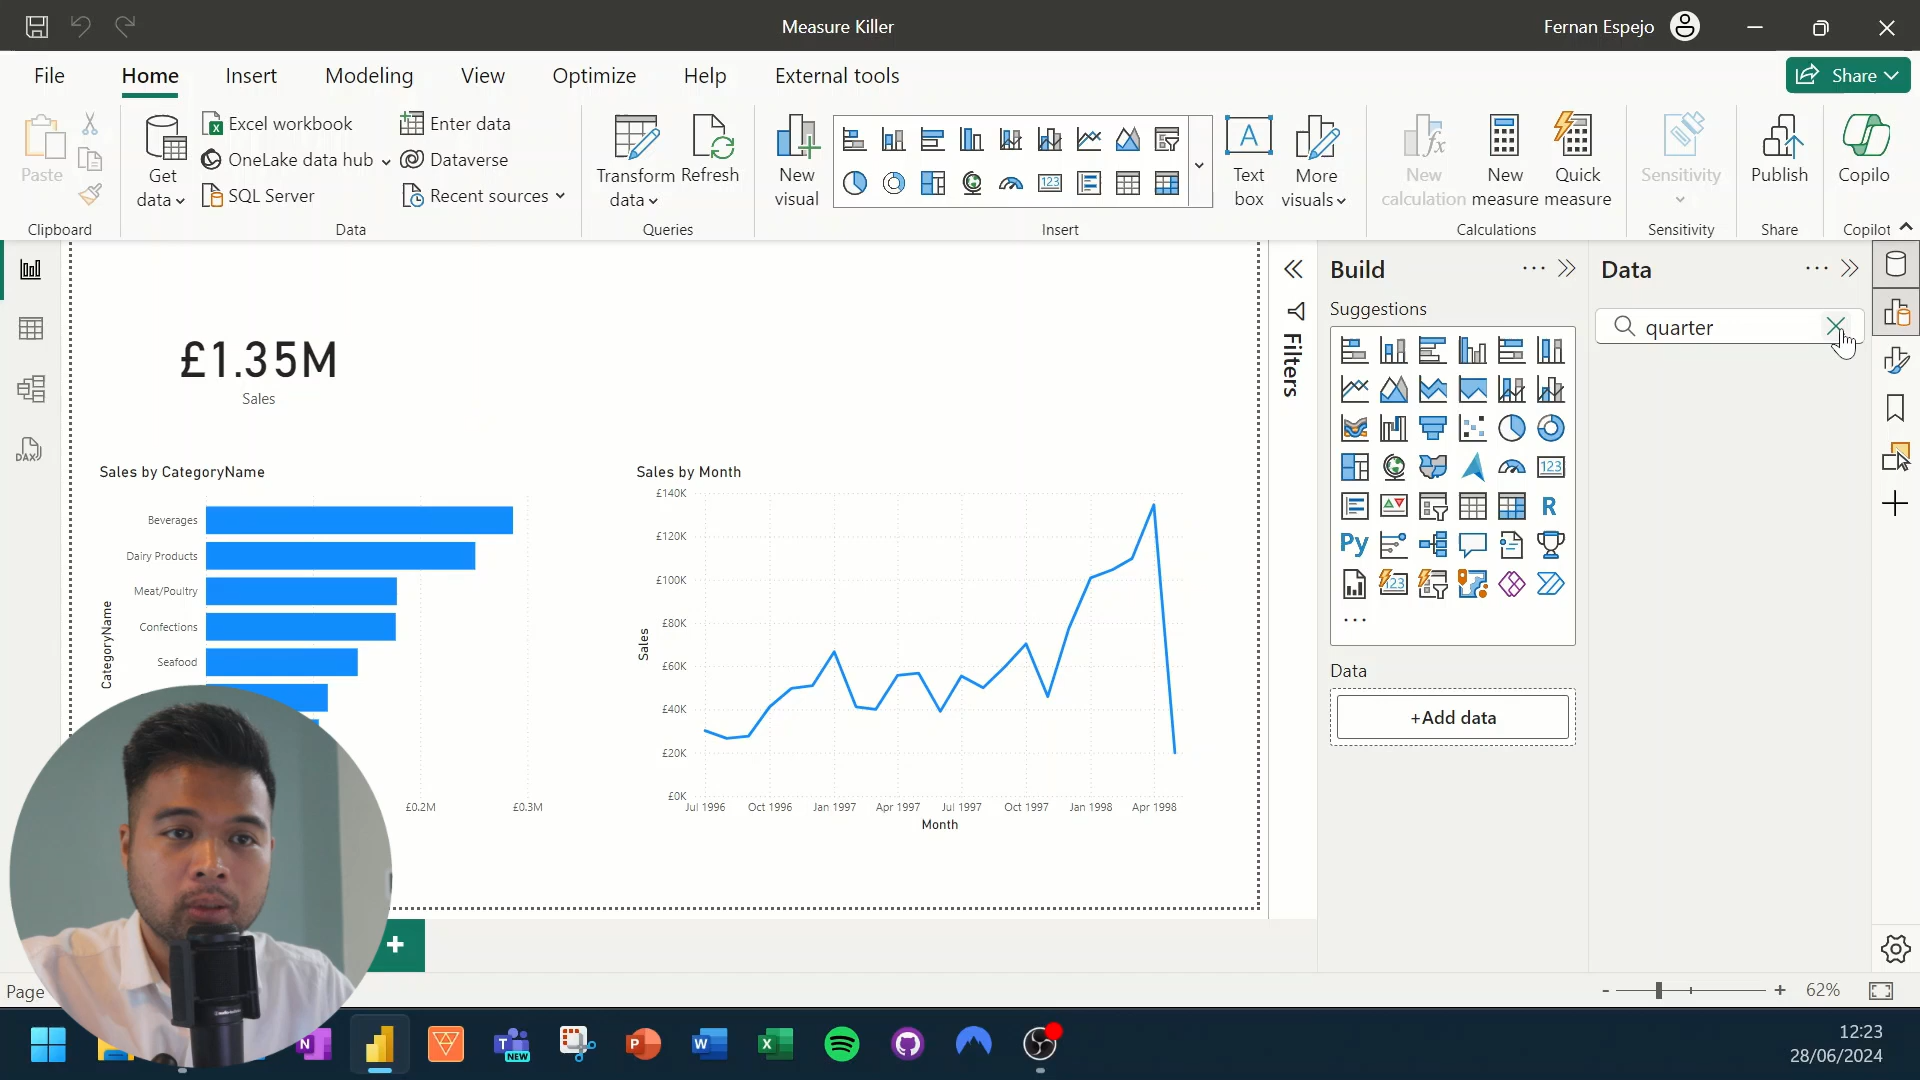 Measure Killer
Fernan Espejo
File Home Insert Modeling View Optimize Help External tools
Share
Paste
Get data
Excel workbook
OneLake data hub
SQL Server
Enter data
Dataverse
Recent sources
Transform data
Refresh
New visual
123
A
Text box
More visuals
New calculation
New measure
Quick measure
Sensitivity
Publish
Copilo
Clipboard
Data
Queries
Insert
Calculations
Sensitivity
Share
Copilot
DAX
£1.35M
Sales
Sales by CategoryName
CategoryName
Beverages
Dairy Products
Meat/Poultry
Confections
Seafood
£0.2M £0.3M
Sales by Month
Sales
£140K
£120K
£100K
£80K
£60K
£40K
£20K
£0K
Jul 1996 Oct 1996 Jan 1997 Apr 1997 Jul 1997 Oct 1997 Jan 1998 Apr 1998
Month
Filters
Build
Suggestions
123
R
Py
123
Data
+Add data
Data
quarter
Page
62%
N
T
NEW
P
W
X
12:23
28/06/2024